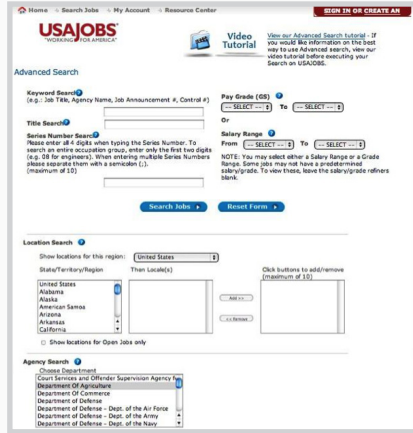 Home Search Jobs My Account Resource Center SIGN IN OR CREATE AN
USAJOBS
"WORKING FOR AMERICA"
Video Tutorial
View our Advanced Search tutorial - If
you would like information on the best
way to use Advanced search, view our
video tutorial before executing your
Search on USAJOBS.
Advanced Search
Keyword Search
(e.g.: Job Title, Agency Name, Job Announcement #, Control #)
Title Search
Series Number Search
Please enter all 4 digits when typing the Series Number. To
search an entire occupation group, enter only the first two digits
(e.g. 08 for engineers). When entering multiple Series Numbers
please separate them with a semicolon (;).
(maximum of 10)
Pay Grade (GS)
-- SELECT -- To -- SELECT --
Or
Salary Range
From -- SELECT -- To -- SELECT --
NOTE: You may select either a Salary Range or a Grade
Range. Some jobs may not have a predetermined
salary/grade. To view these, leave the salary/grade refiners
blank.
Search Jobs Reset Form
Location Search
Show locations for this region: United States
State/Territory/Region Then Locale(s) Click buttons to add/remove
(maximum of 10)
United States
Alabama
Alaska
American Samoa
Arizona
Arkansas
California
Add >>
<< Remove
Show locations for Open Jobs only
Agency Search
Choose Department
Court Services and Offender Supervision Agency
Department Of Agriculture
Department Of Commerce
Department of Defense
Department of Defense - Dept. of the Air Force
Department of Defense - Dept. of the Army
Department of Defense - Dept. of the Navy